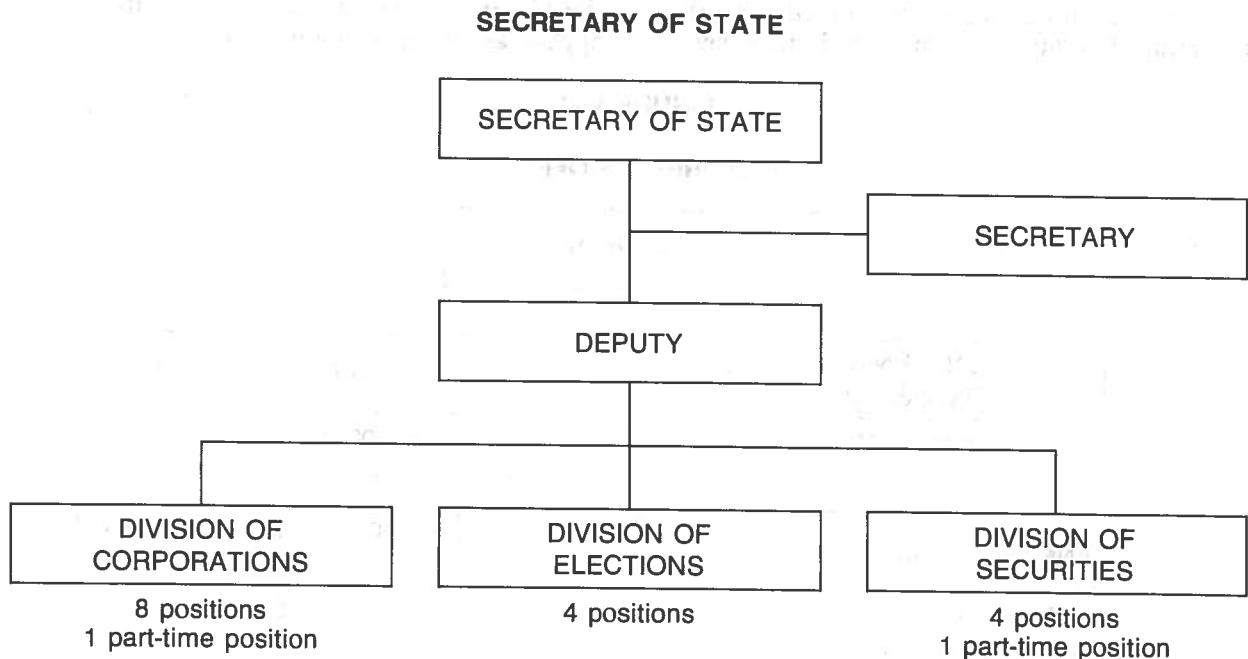 SECRETARY OF STATE
SECRETARY OF STATE
SECRETARY
DEPUTY
DIVISION OF
CORPORATIONS
8 positions
1 part-time position
DIVISION OF
ELECTIONS
4 positions
DIVISION OF
SECURITIES
4 positions
1 part-time position